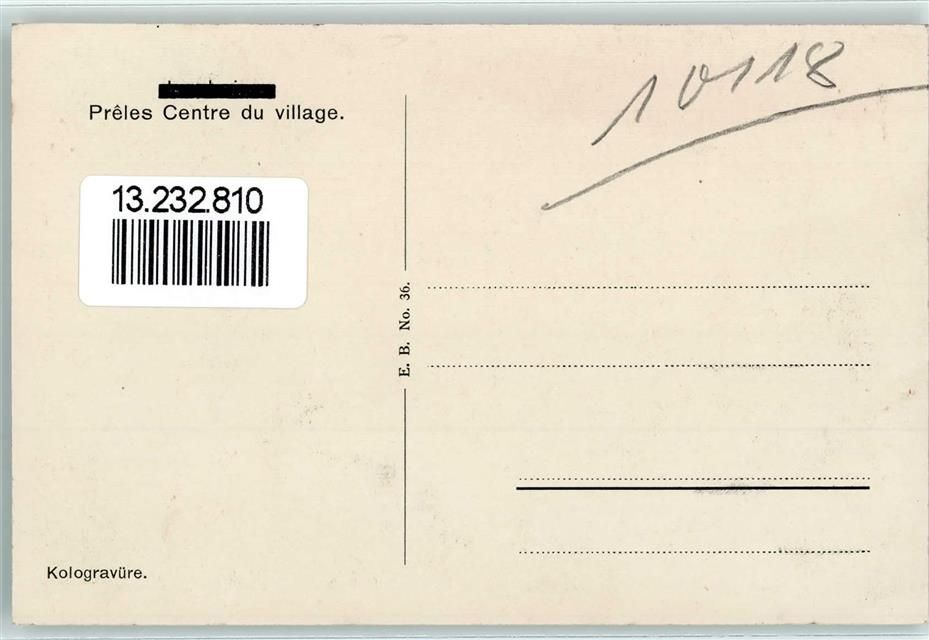 10118
Prêles Centre du village.
13.232.810
E. B. No. 36.
Kologravüre.